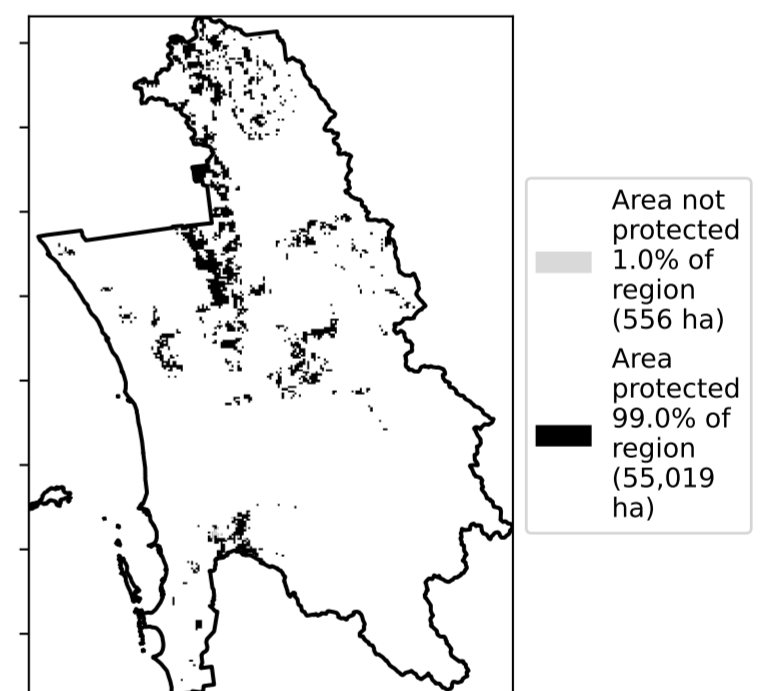 Area not
protected
1.0% of
region
(556 ha)
Area
protected
99.0% of
region
(55,019
ha)